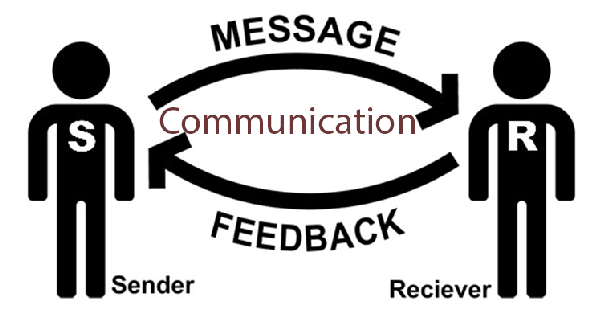 MESSAGE
Communication
S
R
FEEDBACK
Sender
Reciever